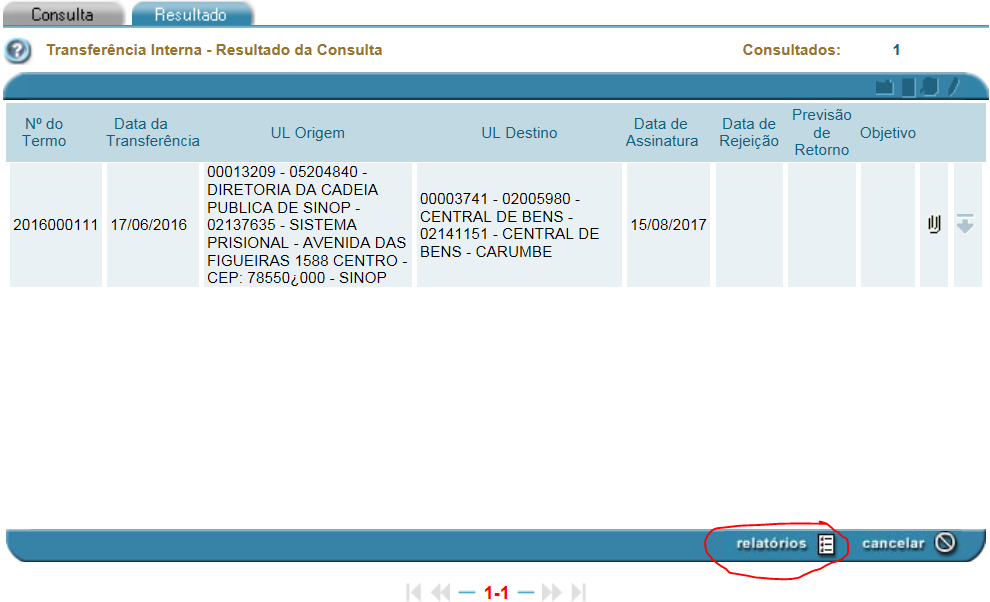 Consulta
Resultado
Transferência Interna - Resultado da Consulta
Consultados: 1
Nº do
Termo
Data da
Transferência
UL Origem
UL Destino
Data de
Assinatura
Data de
Rejeição
Previsão
de
Retorno
Objetivo
2016000111
17/06/2016
00013209 - 05204840 -
DIRETORIA DA CADEIA
PUBLICA DE SINOP -
02137635 - SISTEMA
PRISIONAL - AVENIDA DAS
FIGUEIRAS 1588 CENTRO -
CEP: 78550¿000 - SINOP
00003741 - 02005980 -
CENTRAL DE BENS -
02141151 - CENTRAL DE
BENS - CARUMBE
15/08/2017
relatórios
cancelar
1-1